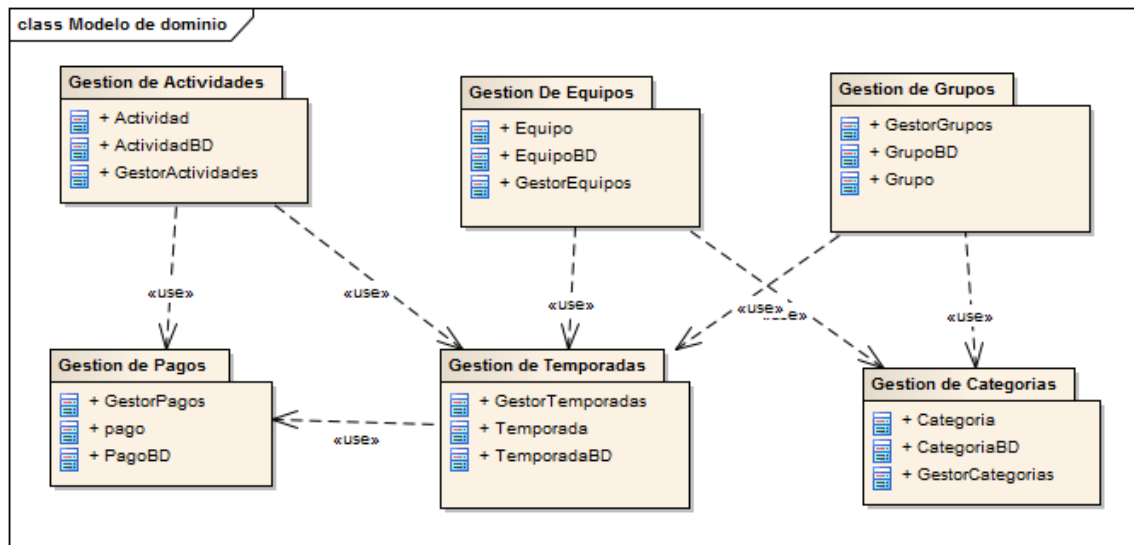 class Modelo de dominio
Gestion de Actividades
+ Actividad
+ ActividadBD
+ GestorActividades
Gestion De Equipos
+ Equipo
+ EquipoBD
+ GestorEquipos
Gestion de Grupos
+ GestorGrupos
+ GrupoBD
+ Grupo
«use»
«use»
«use»
«use»
«use»
«use»
Gestion de Pagos
+ GestorPagos
+ pago
+ PagoBD
«use»
Gestion de Temporadas
+ GestorTemporadas
+ Temporada
+ TemporadaBD
Gestion de Categorias
+ Categoria
+ CategoriaBD
+ GestorCategorias